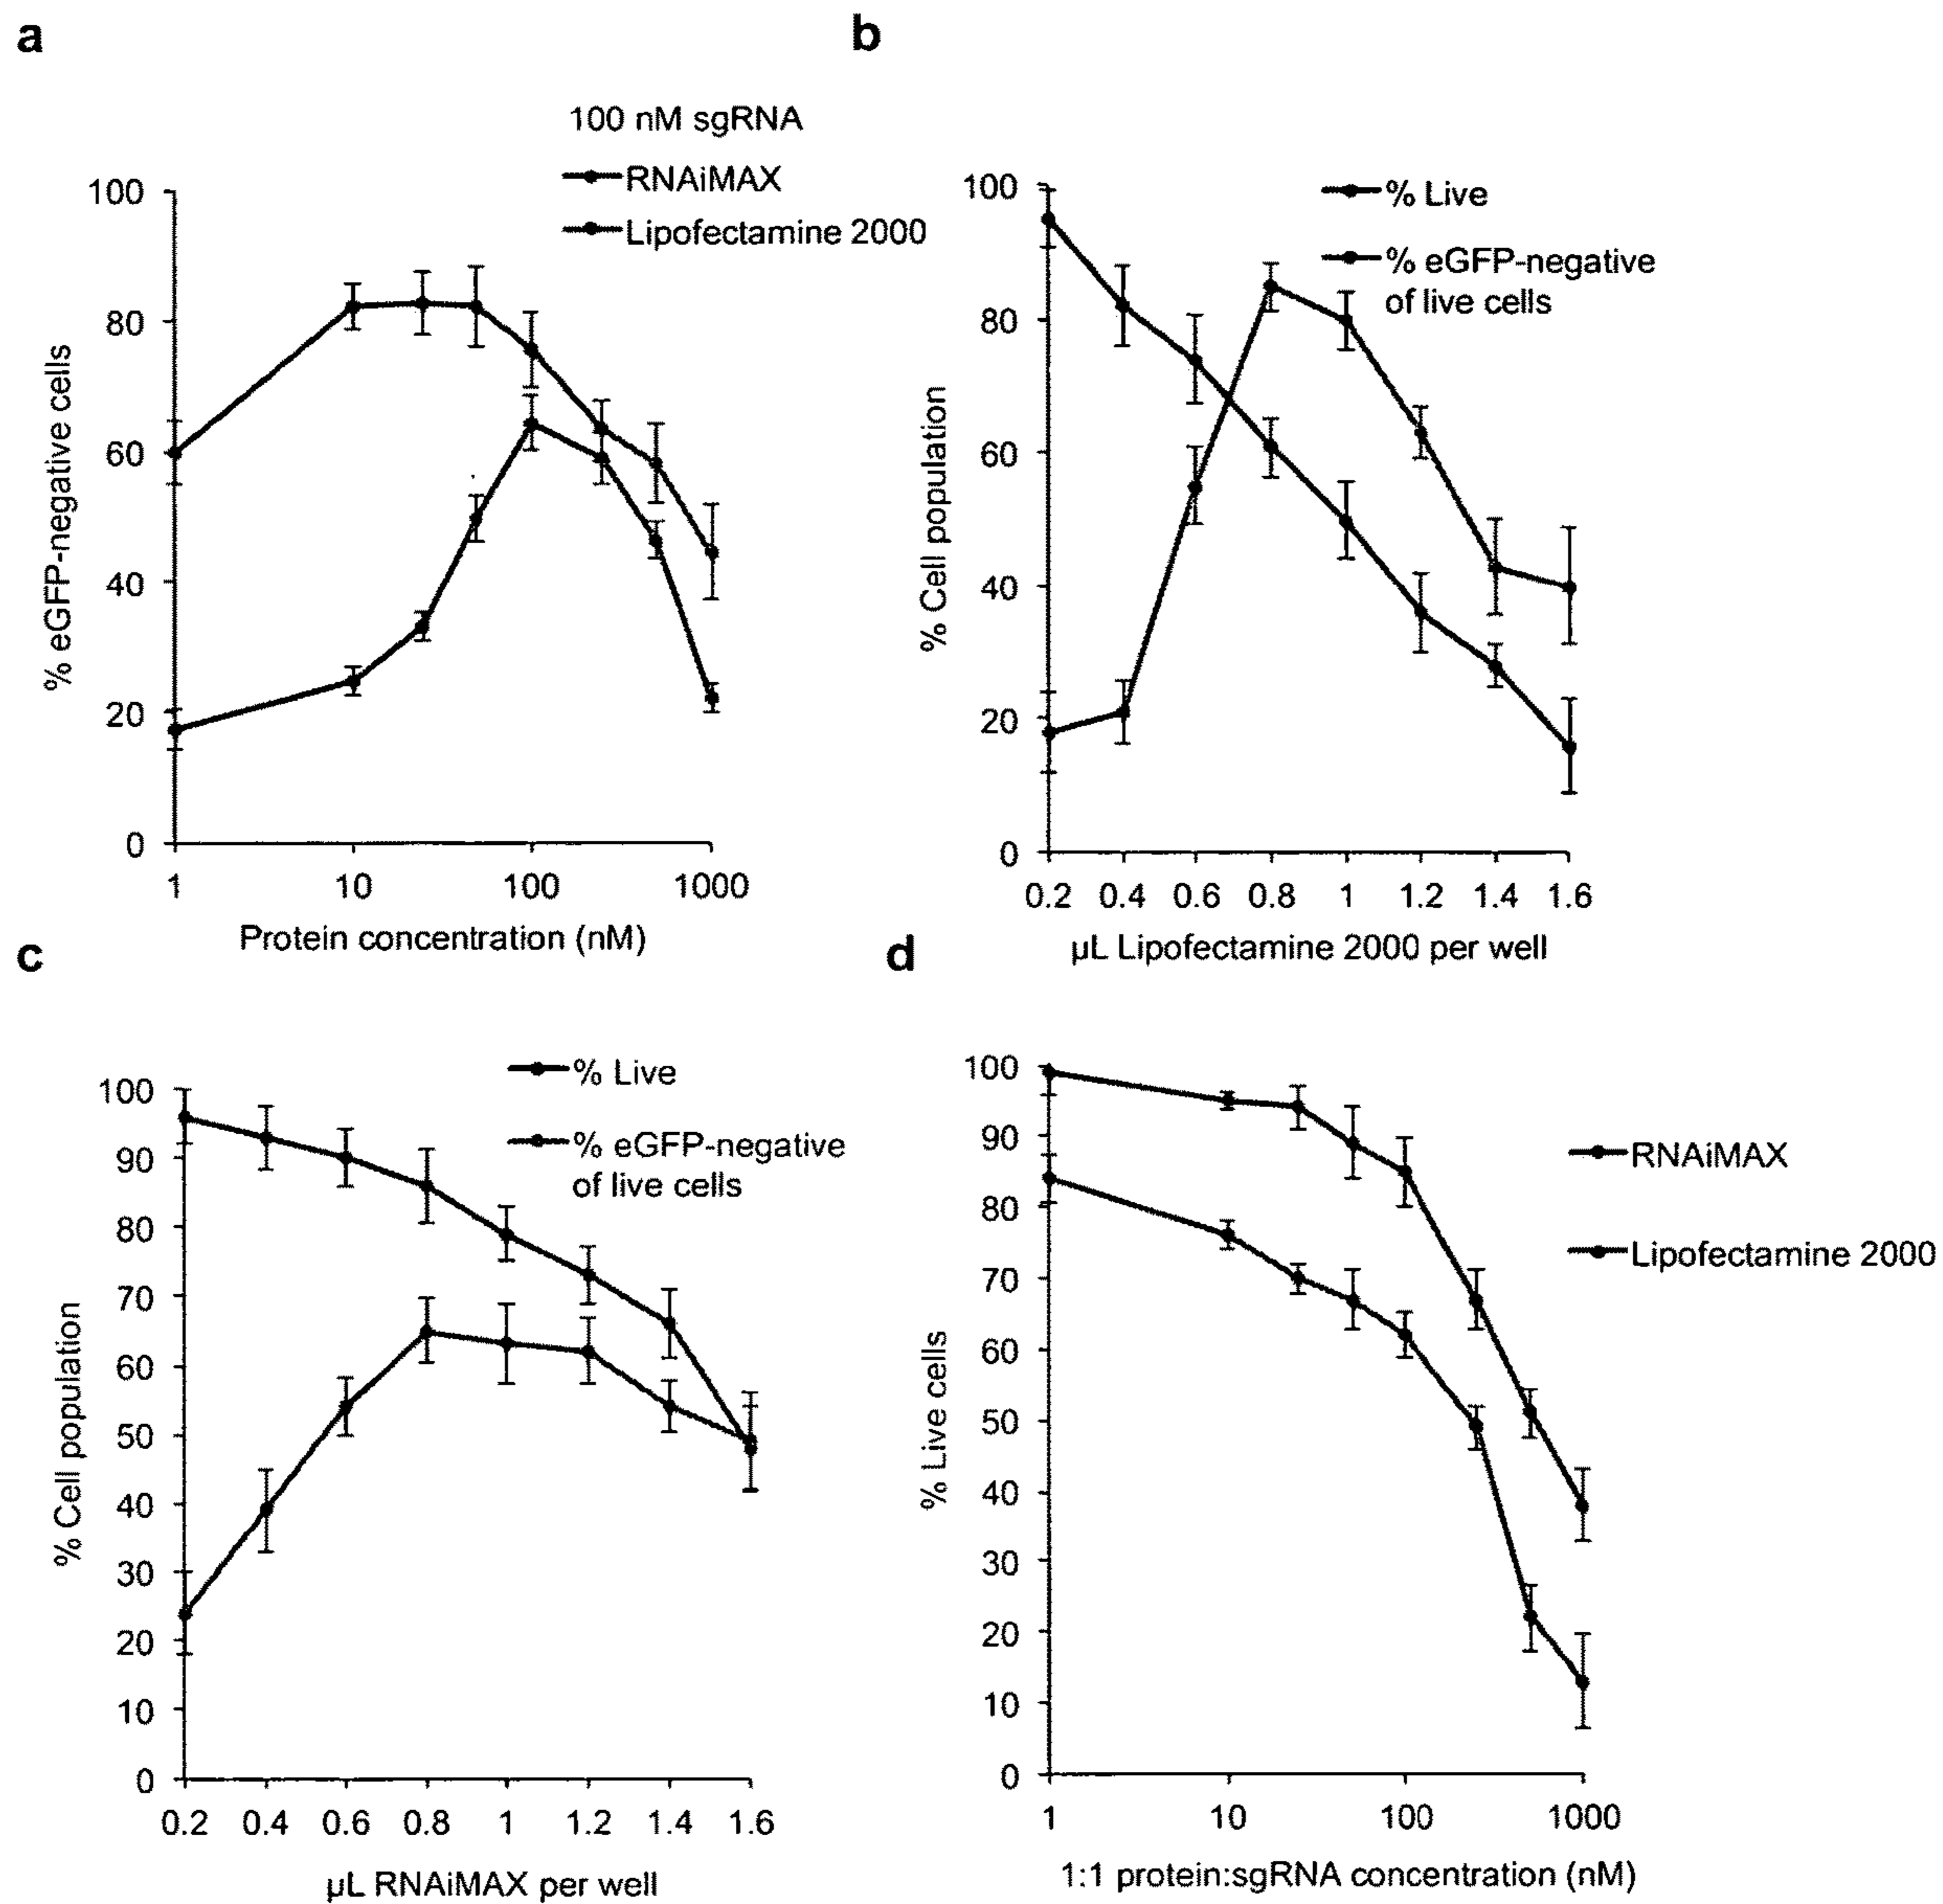 a
100 nM sgRNA
RNAiMAX
Lipofectamine 2000
100
80
60
40
20
0
% eGFP-negative cells
1 10 100 1000
Protein concentration (nM)
b
% Live
% eGFP-negative
of live cells
100
80
60
40
20
0
% Cell population
0.2 0.4 0.6 0.8 1 1.2 1.4 1.6
µL Lipofectamine 2000 per well
c
% Live
% eGFP-negative
of live cells
100
90
80
70
60
50
40
30
20
10
0
% Cell population
0.2 0.4 0.6 0.8 1 1.2 1.4 1.6
µL RNAiMAX per well
d
RNAiMAX
Lipofectamine 2000
100
90
80
70
60
50
40
30
20
10
0
% Live cells
1 10 100 1000
1:1 protein:sgRNA concentration (nM)